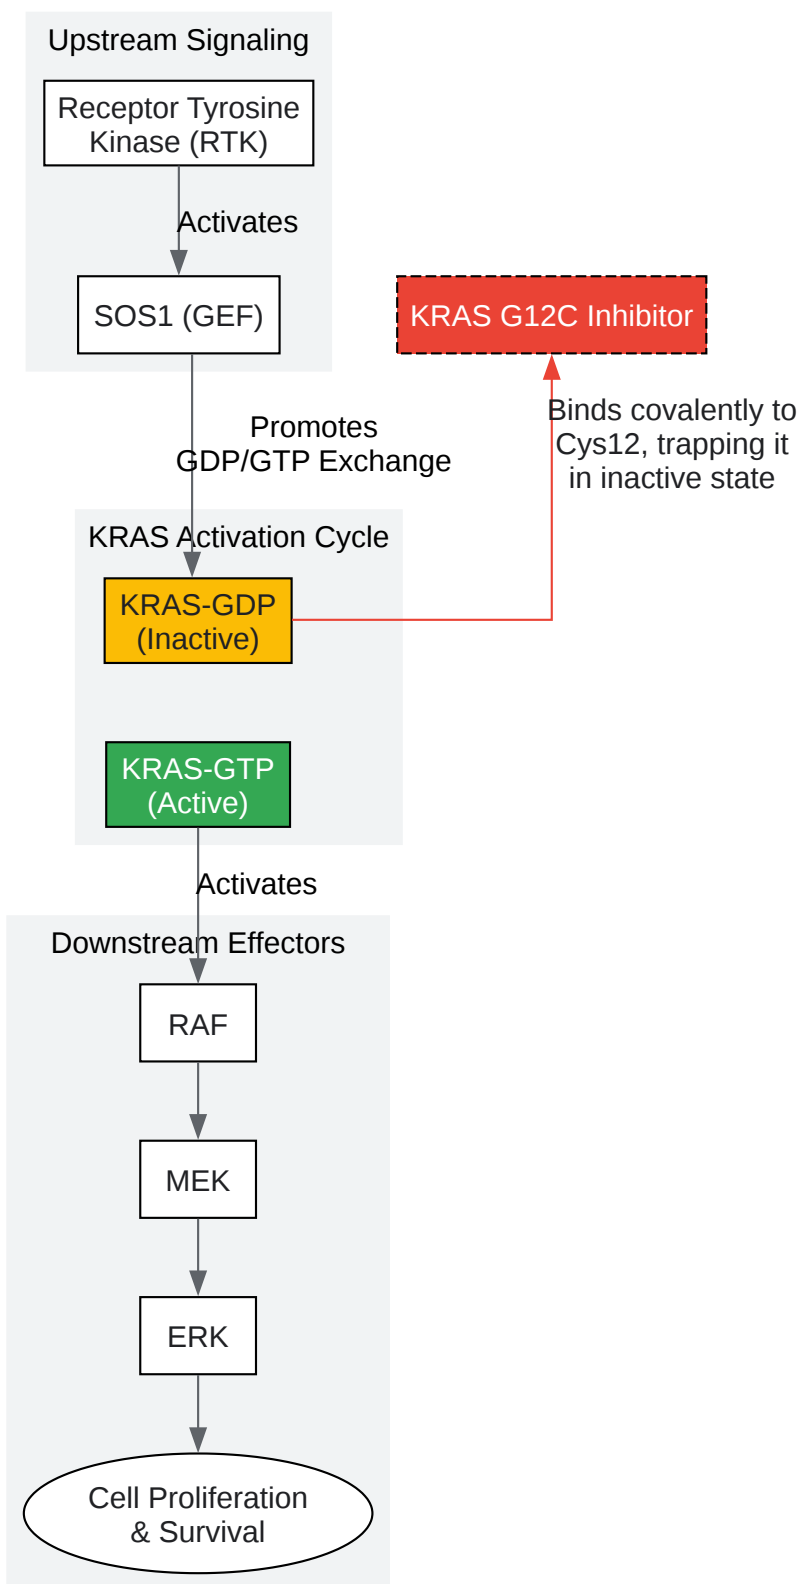 Upstream Signaling
Receptor Tyrosine
Kinase (RTK)
Activates
SOS1 (GEF)
KRAS G12C Inhibitor
Binds covalently to
Cys12, trapping it
in inactive state
Promotes
GDP/GTP Exchange
KRAS Activation Cycle
KRAS-GDP
(Inactive)
KRAS-GTP
(Active)
Activates
Downstream Effectors
RAF
MEK
ERK
Cell Proliferation
& Survival